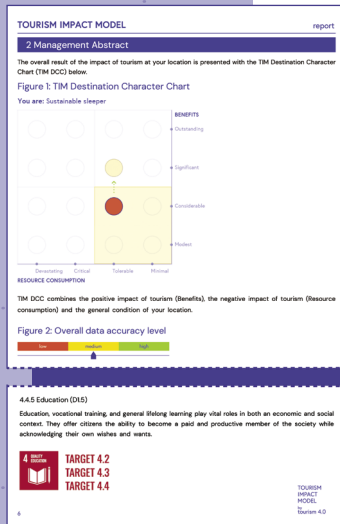 TOURISM IMPACT MODEL
report
2 Management Abstract
The overall result of the impact of tourism at your location is presented with the TIM Destination Character
Chart (TIM DCC) below.
Figure 1: TIM Destination Character Chart
You are: Sustainable sleeper
BENEFITS
Outstanding
Significant
Considerable
Modest
Devastating Critical Tolerable Minimal
RESOURCE CONSUMPTION
TIM DCC combines the positive impact of tourism (Benefits), the negative impact of tourism (Resource
consumption) and the general condition of your location.
Figure 2: Overall data accuracy level
low medium high
4.4.5 Education (D1.5)
Education, vocational training, and general lifelong learning play vital roles in both an economic and social
context. They offer citizens the ability to become a paid and productive member of the society while
acknowledging their own wishes and wants.
4 QUALITY
EDUCATION
TARGET 4.2
TARGET 4.3
TARGET 4.4
TOURISM
IMPACT
MODEL
by
tourism 4.0
6